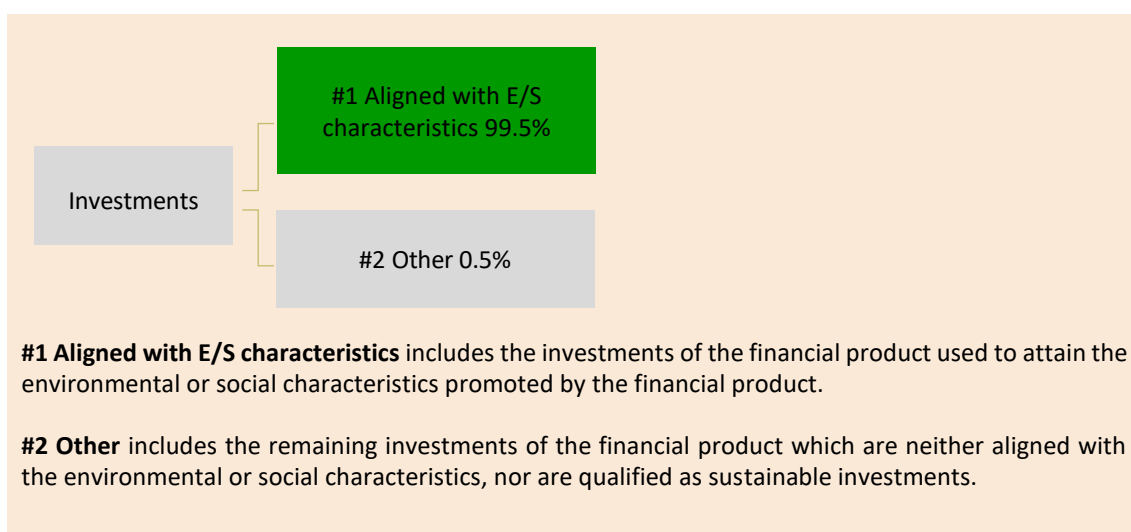 #1 Aligned with E/S
characteristics 99.5%
Investments
#2 Other 0.5%
#1 Aligned with E/S characteristics includes the investments of the financial product used to attain the
environmental or social characteristics promoted by the financial product.
#2 Other includes the remaining investments of the financial product which are neither aligned with
the environmental or social characteristics, nor are qualified as sustainable investments.